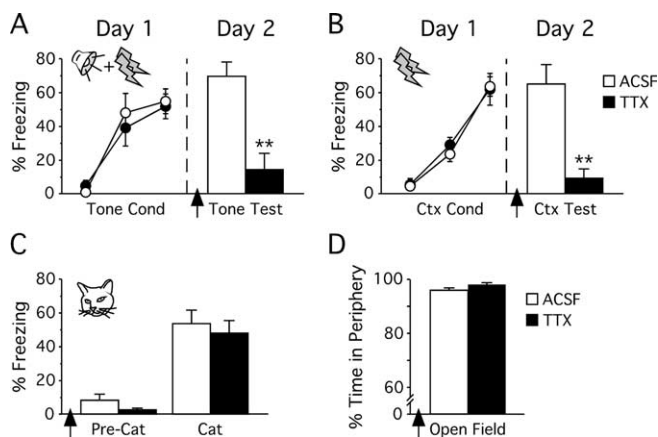 A
Day 1
Day 2
% Freezing
80
60
40
20
0
+
**
Tone Cond
Tone Test
B
Day 1
Day 2
% Freezing
80
60
40
20
0
**
ACSF
TTX
Ctx Cond
Ctx Test
C
% Freezing
80
60
40
20
0
Pre-Cat
Cat
D
% Time in Periphery
100
80
60
0
ACSF
TTX
Open Field